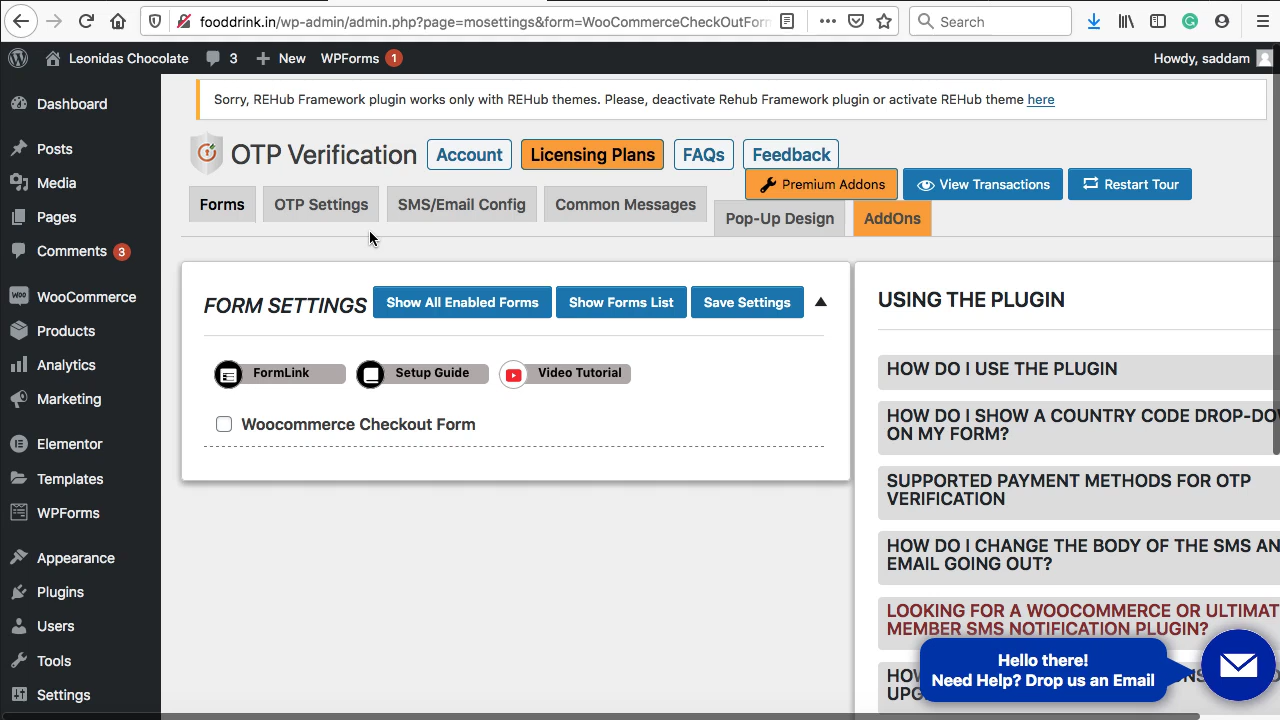 fooddrink.in/wp-admin/admin.php?page=mosettings&form=WooCommerceCheckOutForm
Search
Leonidas Chocolate
3
New
WPForms 1
Howdy, saddam
Dashboard
Posts
Media
Pages
Comments 3
WooCommerce
Products
Analytics
Marketing
Elementor
Templates
WPForms
Appearance
Plugins
Users
Tools
Settings
Sorry, REHub Framework plugin works only with REHub themes. Please, deactivate Rehub Framework plugin or activate REHub theme here
OTP Verification
Account
Licensing Plans
FAQs
Feedback
Premium Addons
View Transactions
Restart Tour
Forms
OTP Settings
SMS/Email Config
Common Messages
Pop-Up Design
AddOns
FORM SETTINGS
Show All Enabled Forms
Show Forms List
Save Settings
FormLink
Setup Guide
Video Tutorial
Woocommerce Checkout Form
USING THE PLUGIN
HOW DO I USE THE PLUGIN
HOW DO I SHOW A COUNTRY CODE DROP-DO
ON MY FORM?
SUPPORTED PAYMENT METHODS FOR OTP
VERIFICATION
HOW DO I CHANGE THE BODY OF THE SMS AN
EMAIL GOING OUT?
LOOKING FOR A WOOCOMMERCE OR ULTIMAT
MEMBER SMS NOTIFICATION PLUGIN?
Hello there!
Need Help? Drop us an Email